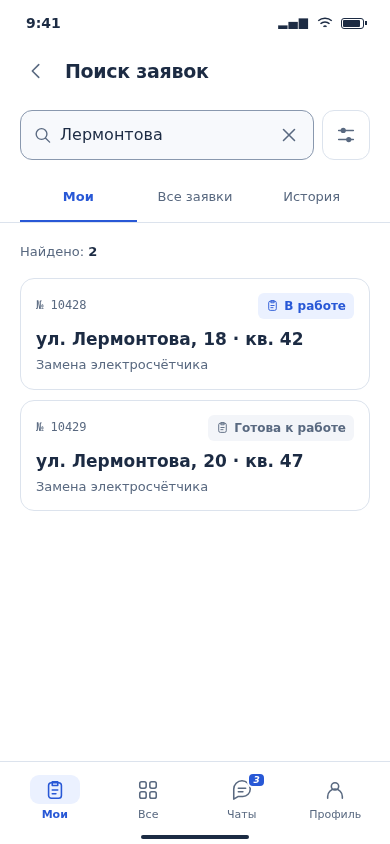 9:41
Поиск заявок
Лермонтова
Мои
Все заявки
История
Найдено: 2
№ 10428
В работе
ул. Лермонтова, 18 · кв. 42
Замена электросчётчика
№ 10429
Готова к работе
ул. Лермонтова, 20 · кв. 47
Замена электросчётчика
3
Мои
Все
Чаты
Профиль